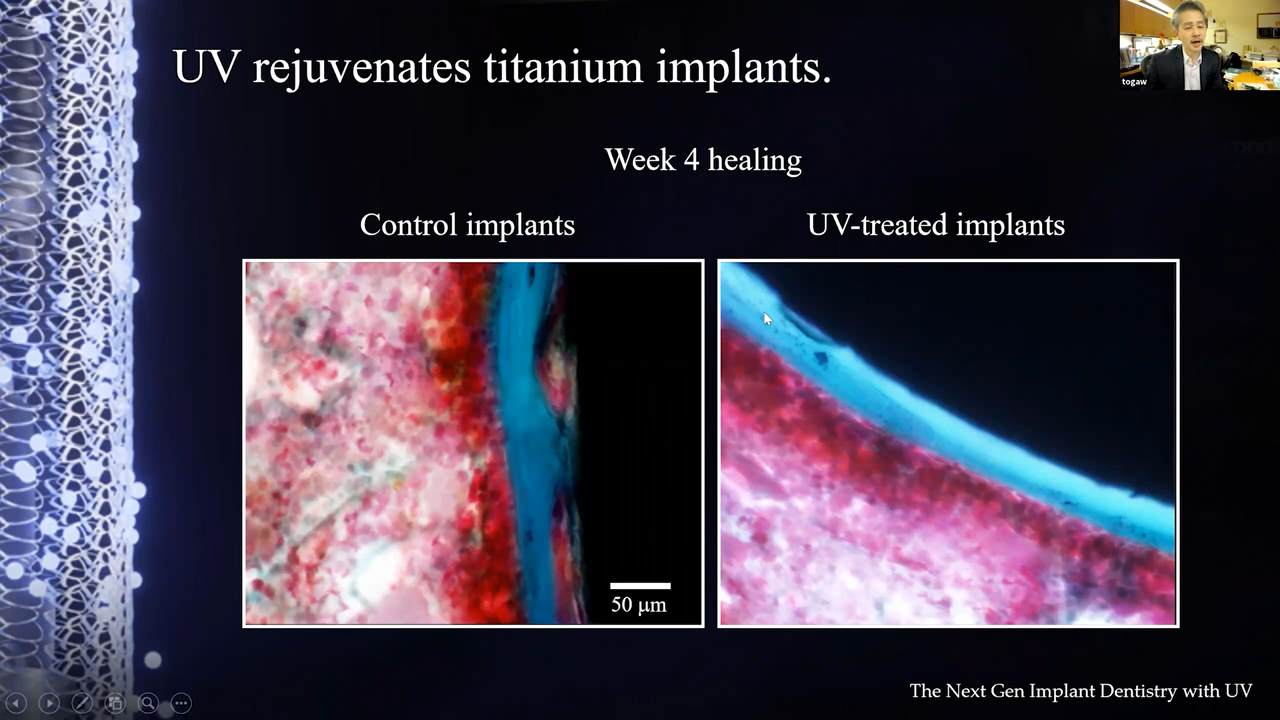 UV rejuvenates titanium implants.
togaw
Week 4 healing
Control implants
UV-treated implants
50 μm
The Next Gen Implant Dentistry with UV